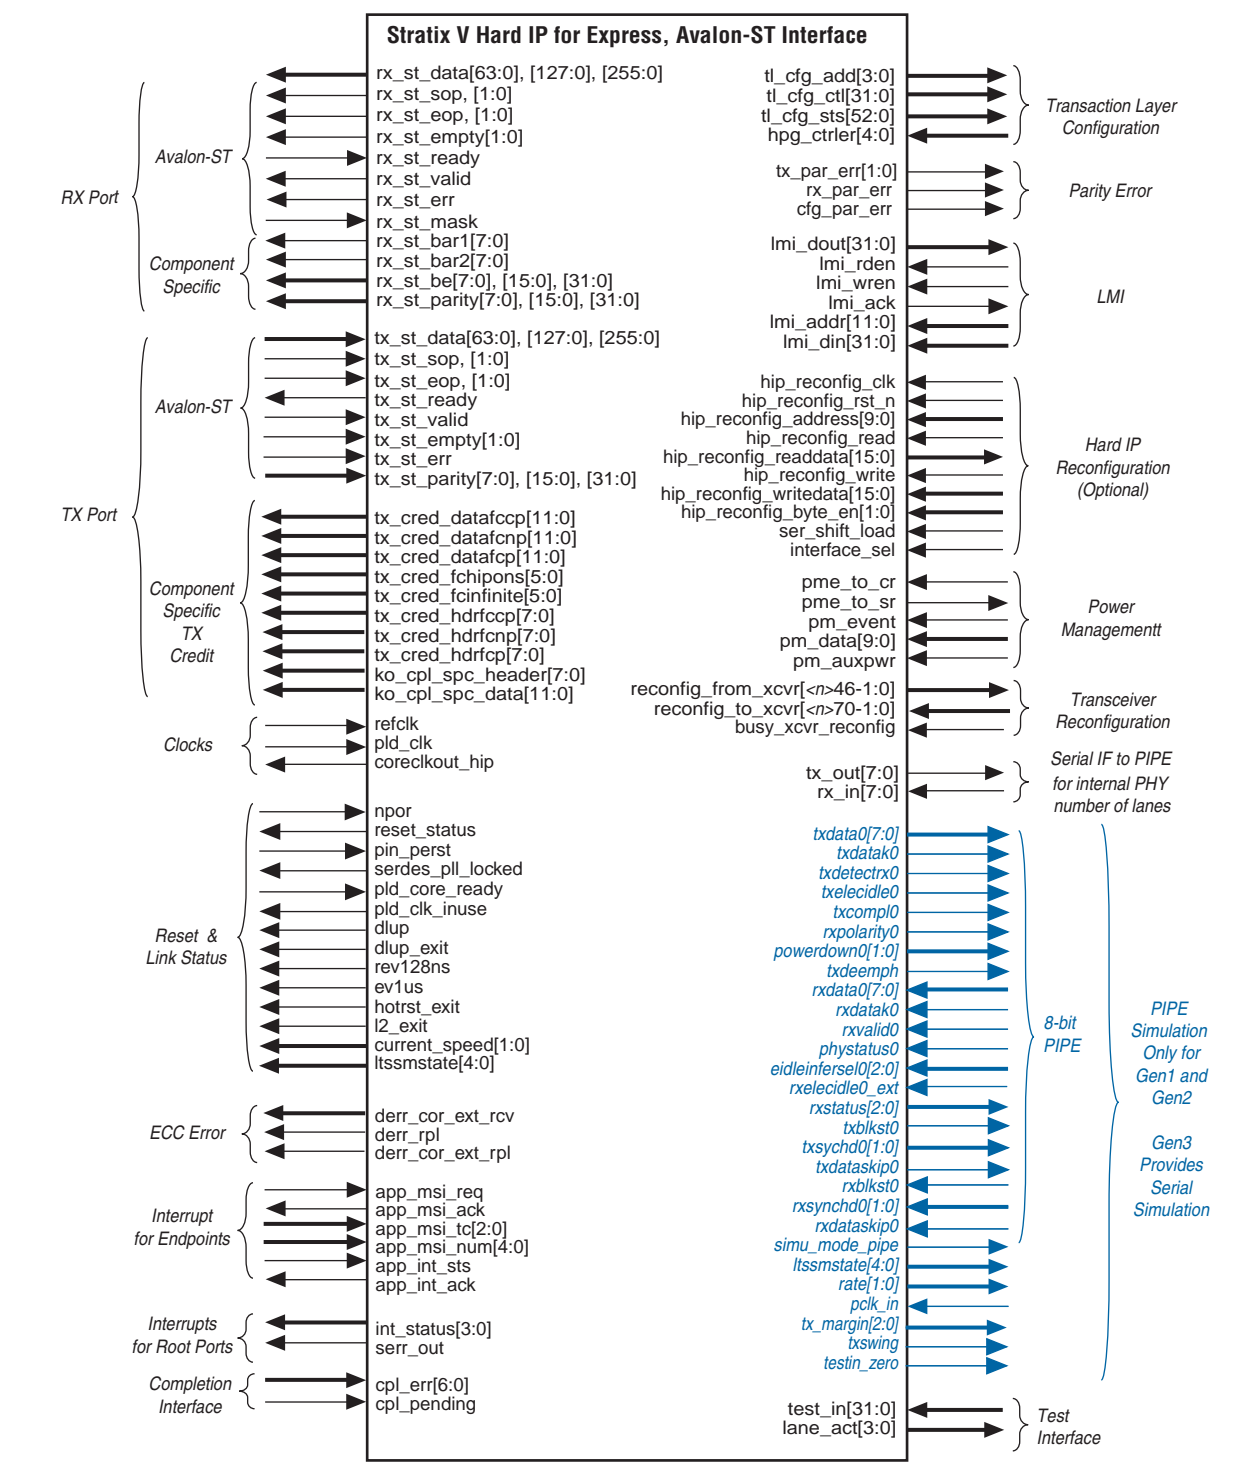 Stratix V Hard IP for Express, Avalon-ST Interface
RX Port
Avalon-ST
rx_st_data[63:0], [127:0], [255:0]
rx_st_sop, [1:0]
rx_st_eop, [1:0]
rx_st_empty[1:0]
rx_st_ready
rx_st_valid
rx_st_err
rx_st_mask
Component
Specific
rx_st_bar1[7:0]
rx_st_bar2[7:0]
rx_st_be[7:0], [15:0], [31:0]
rx_st_parity[7:0], [15:0], [31:0]
TX Port
Avalon-ST
tx_st_data[63:0], [127:0], [255:0]
tx_st_sop, [1:0]
tx_st_eop, [1:0]
tx_st_ready
tx_st_valid
tx_st_empty[1:0]
tx_st_err
tx_st_parity[7:0], [15:0], [31:0]
Component
Specific
TX
Credit
tx_cred_datafccp[11:0]
tx_cred_datafcnp[11:0]
tx_cred_datafcp[11:0]
tx_cred_fchipons[5:0]
tx_cred_fcinfinite[5:0]
tx_cred_hdrfccp[7:0]
tx_cred_hdrfcnp[7:0]
tx_cred_hdrfcp[7:0]
ko_cpl_spc_header[7:0]
ko_cpl_spc_data[11:0]
Clocks
refclk
pld_clk
coreclkout_hip
Reset &
Link Status
npor
reset_status
pin_perst
serdes_pll_locked
pld_core_ready
pld_clk_inuse
dlup
dlup_exit
rev128ns
ev1us
hotrst_exit
l2_exit
current_speed[1:0]
ltssmstate[4:0]
ECC Error
derr_cor_ext_rcv
derr_rpl
derr_cor_ext_rpl
Interrupt
for Endpoints
app_msi_req
app_msi_ack
app_msi_tc[2:0]
app_msi_num[4:0]
app_int_sts
app_int_ack
Interrupts
for Root Ports
int_status[3:0]
serr_out
Completion
Interface
cpl_err[6:0]
cpl_pending
tl_cfg_add[3:0]
tl_cfg_ctl[31:0]
tl_cfg_sts[52:0]
hpg_ctrler[4:0]
Transaction Layer
Configuration
tx_par_err[1:0]
rx_par_err
cfg_par_err
Parity Error
lmi_dout[31:0]
lmi_rden
lmi_wren
lmi_ack
lmi_addr[11:0]
lmi_din[31:0]
LMI
hip_reconfig_clk
hip_reconfig_rst_n
hip_reconfig_address[9:0]
hip_reconfig_read
hip_reconfig_readdata[15:0]
hip_reconfig_write
hip_reconfig_writedata[15:0]
hip_reconfig_byte_en[1:0]
ser_shift_load
interface_sel
Hard IP
Reconfiguration
(Optional)
pme_to_cr
pme_to_sr
pm_event
pm_data[9:0]
pm_auxpwr
Power
Managementt
reconfig_from_xcvr[<n>46-1:0]
reconfig_to_xcvr[<n>70-1:0]
busy_xcvr_reconfig
Transceiver
Reconfiguration
tx_out[7:0]
rx_in[7:0]
Serial IF to PIPE
for internal PHY
number of lanes
txdata0[7:0]
txdatak0
txdetectrx0
txelecidle0
txcompl0
rxpolarity0
powerdown0[1:0]
txdeemph
rxdata0[7:0]
rxdatak0
rxvalid0
phystatus0
eidleinfersel0[2:0]
rxelecidle0_ext
rxstatus[2:0]
txblkst0
txsychd0[1:0]
txdataskip0
rxblkst0
rxsynchd0[1:0]
rxdataskip0
simu_mode_pipe
ltssmstate[4:0]
rate[1:0]
pclk_in
tx_margin[2:0]
txswing
testin_zero
8-bit
PIPE
PIPE
Simulation
Only for
Gen1 and
Gen2
Gen3
Provides
Serial
Simulation
test_in[31:0]
lane_act[3:0]
Test
Interface